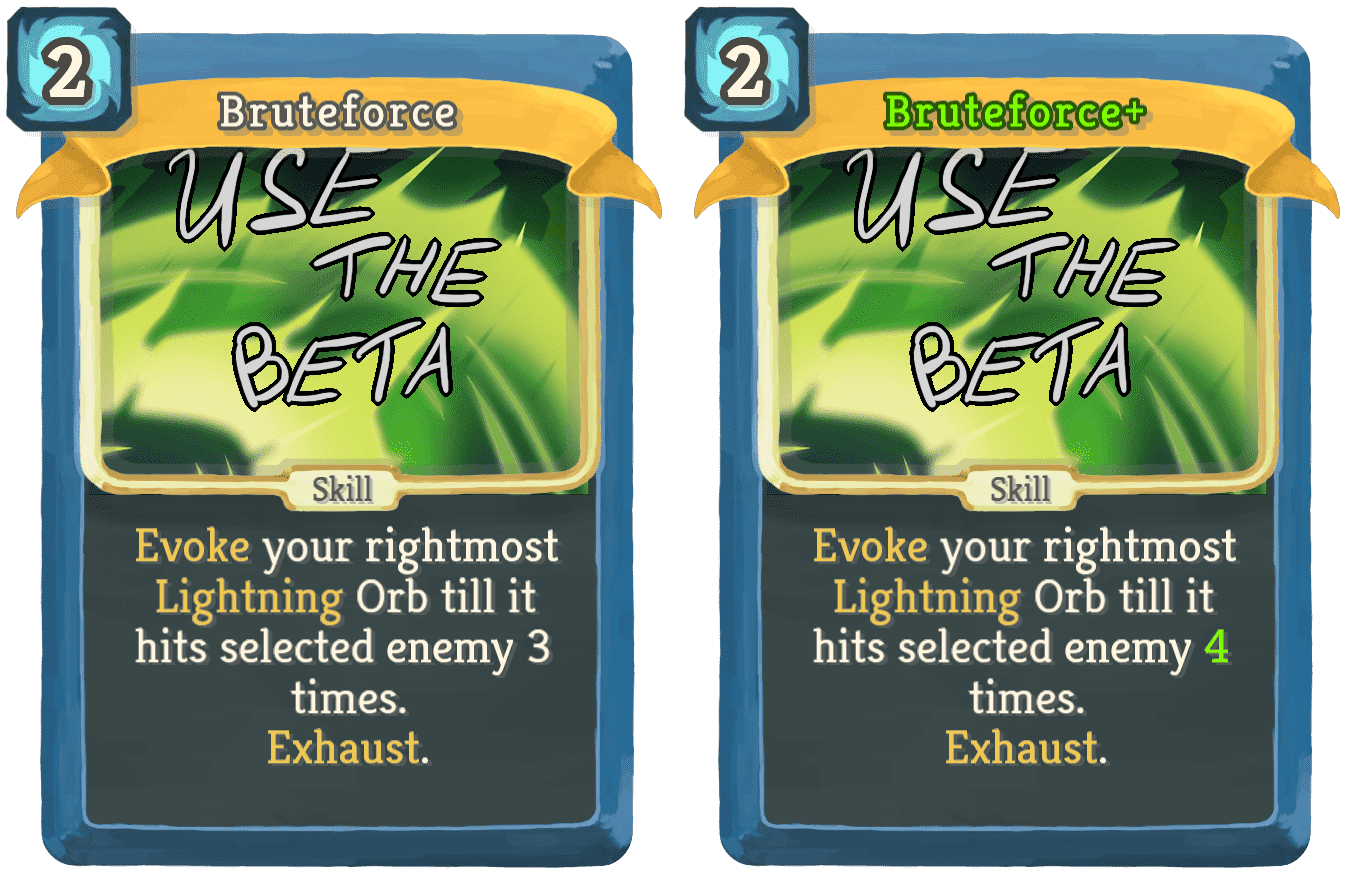 2
Bruteforce
USE
THE
BETA
Skill
Evoke your rightmost
Lightning Orb till it
hits selected enemy 3
times.
Exhaust.
2
Bruteforce+
USE
THE
BETA
Skill
Evoke your rightmost
Lightning Orb till it
hits selected enemy 4
times.
Exhaust.